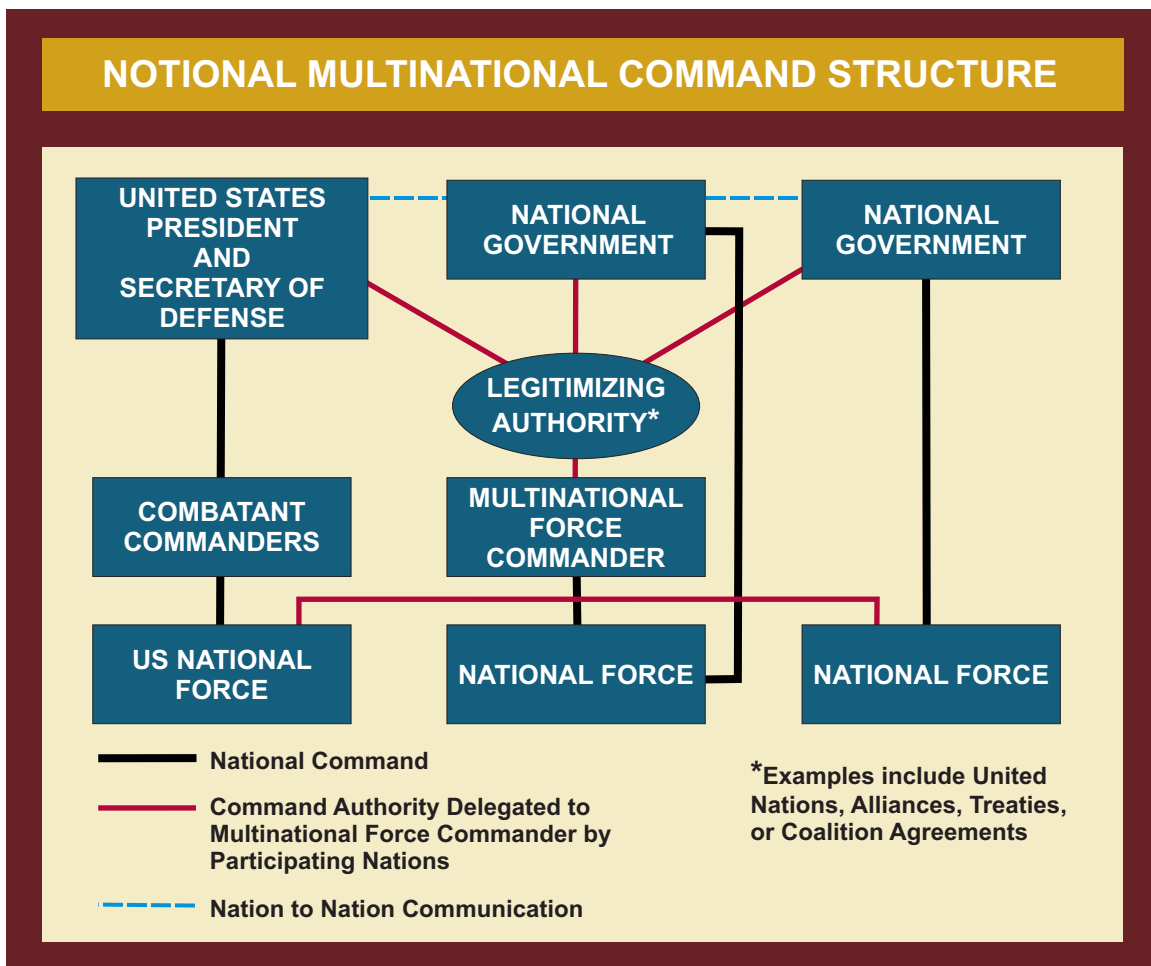 NOTIONAL MULTINATIONAL COMMAND STRUCTURE
UNITED STATES
PRESIDENT
AND
SECRETARY OF
DEFENSE
NATIONAL
GOVERNMENT
NATIONAL
GOVERNMENT
LEGITIMIZING
AUTHORITY*
COMBATANT
COMMANDERS
MULTINATIONAL
FORCE
COMMANDER
US NATIONAL
FORCE
NATIONAL FORCE
NATIONAL FORCE
National Command
Command Authority Delegated to
Multinational Force Commander by
Participating Nations
Nation to Nation Communication
*Examples include United
Nations, Alliances, Treaties,
or Coalition Agreements